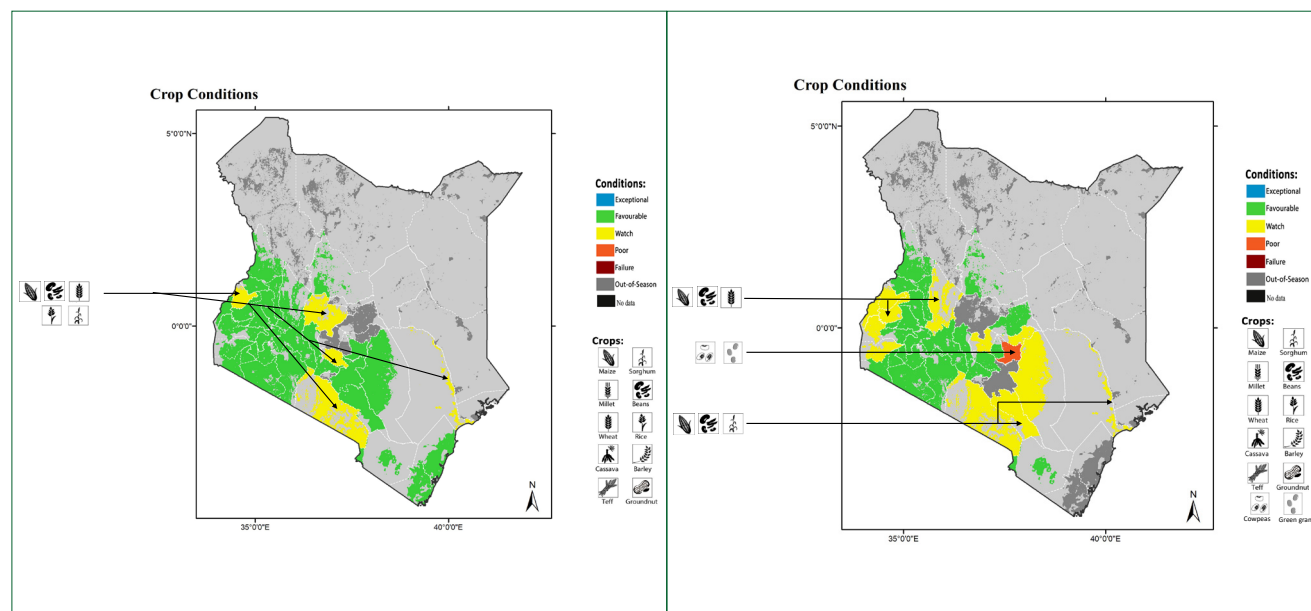 Crop Conditions
5°0'0"N
0°0'0"
35°0'0"E
40°0'0"E
N
Conditions:
Exceptional
Favourable
Watch
Poor
Failure
Out-of-Season
No data
Crops:
Maize Sorghum
Millet Beans
Wheat Rice
Cassava Barley
Teff Groundnut
Crop Conditions
5°0'0"N
0°0'0"
35°0'0"E
40°0'0"E
N
Conditions:
Exceptional
Favourable
Watch
Poor
Failure
Out-of-Season
No data
Crops:
Maize Sorghum
Millet Beans
Wheat Rice
Cassava Barley
Teff Groundnut
Cowpeas Green gran